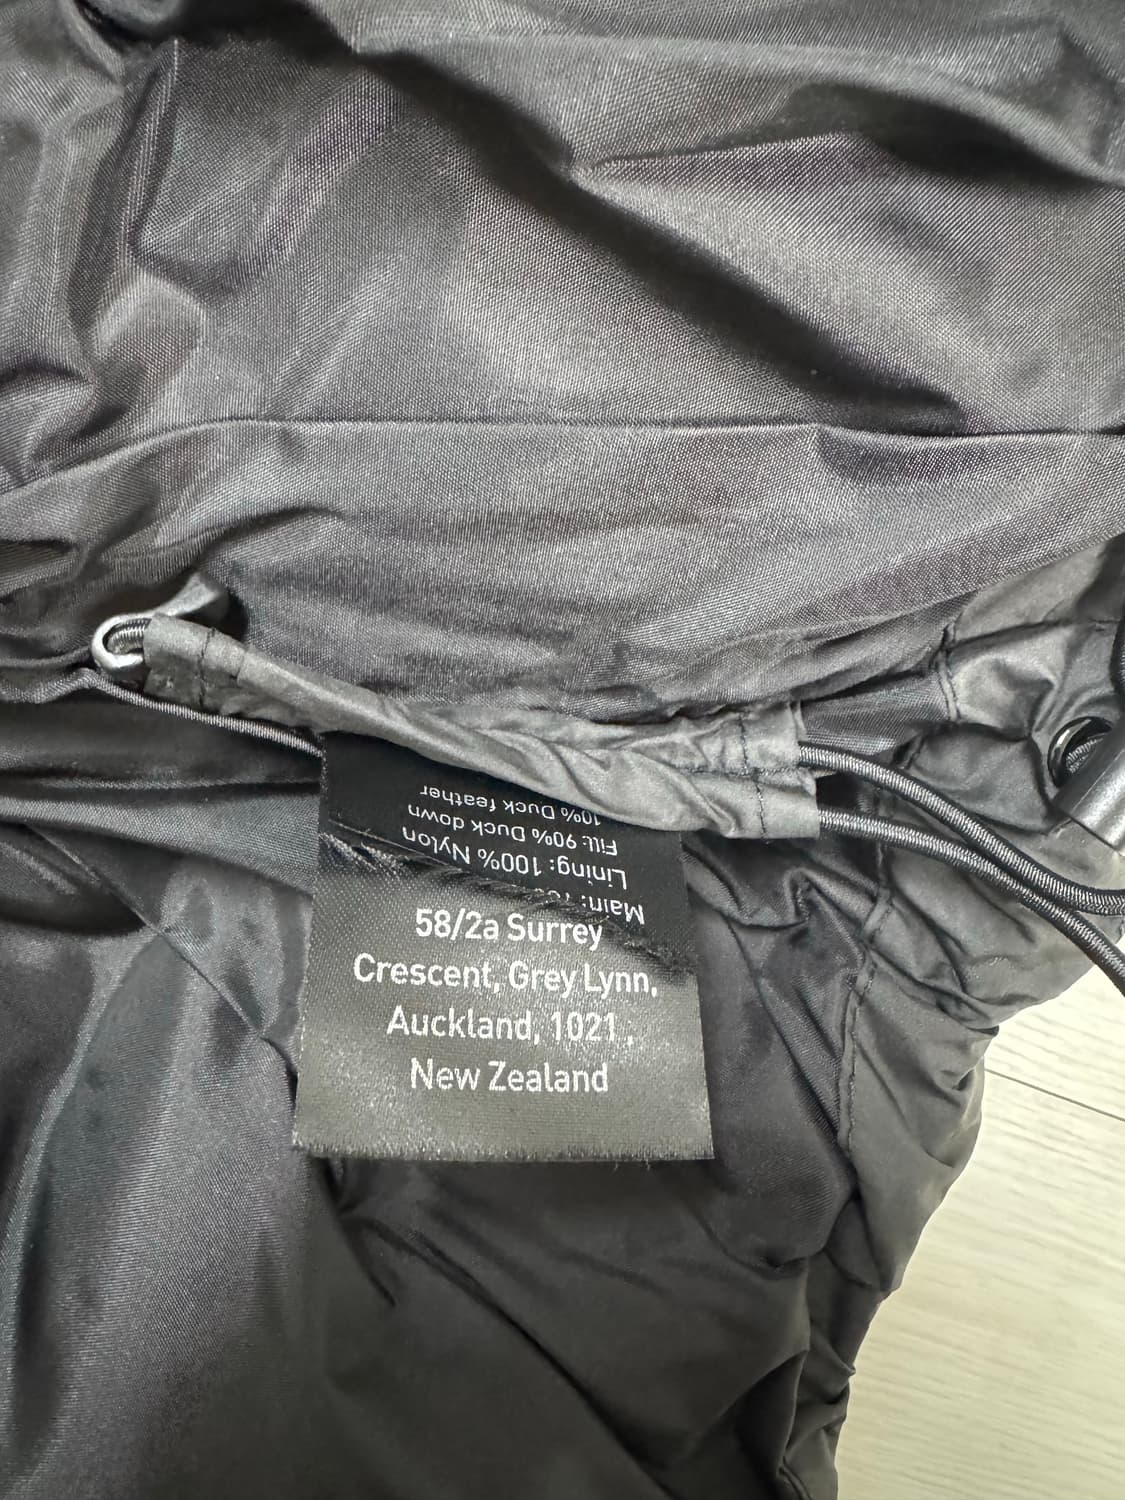 58/2a Surrey
Crescent, Grey Lynn,
Auckland, 1021,
New Zealand
Main:
Lining: 100% Nylon
Fill: 90% Duck down
10% Duck feather